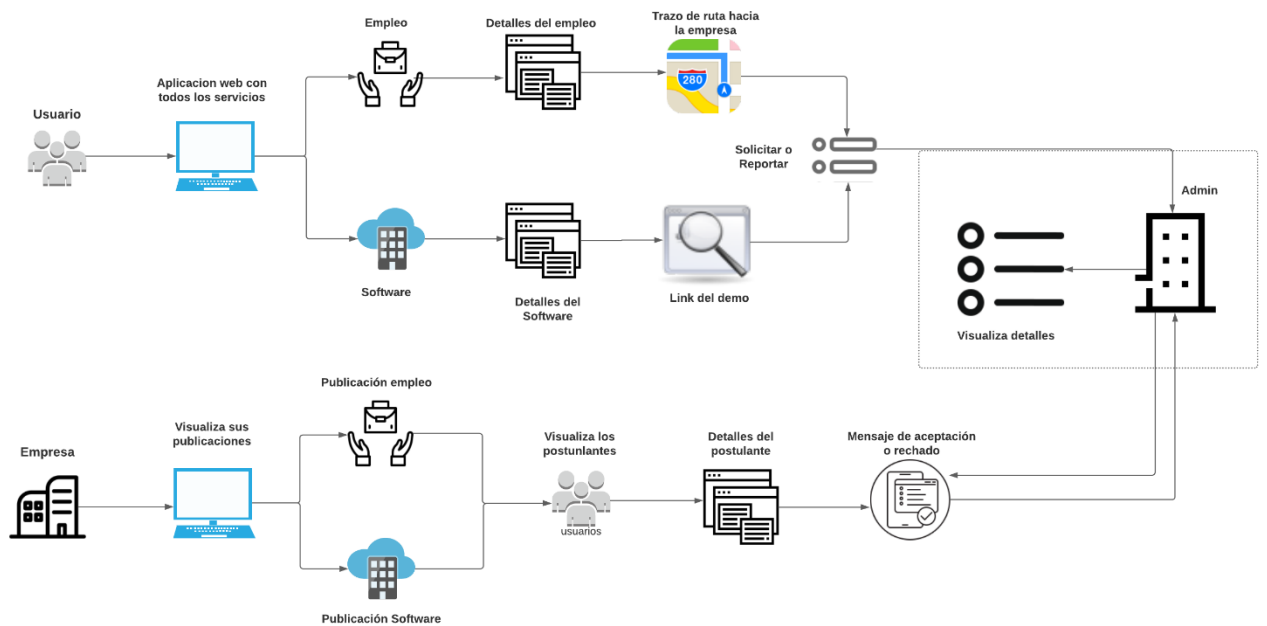 Empleo
Detalles del empleo
Trazo de ruta hacia
la empresa
280
Aplicacion web con
todos los servicios
Usuario
Solicitar o
Reportar
Admin
Software
Detalles del
Software
Link del demo
Visualiza detalles
Publicación empleo
Visualiza sus
publicaciones
Empresa
Visualiza los
postunlantes
usuarios
Detalles del
postulante
Mensaje de aceptación
o rechado
Publicación Software